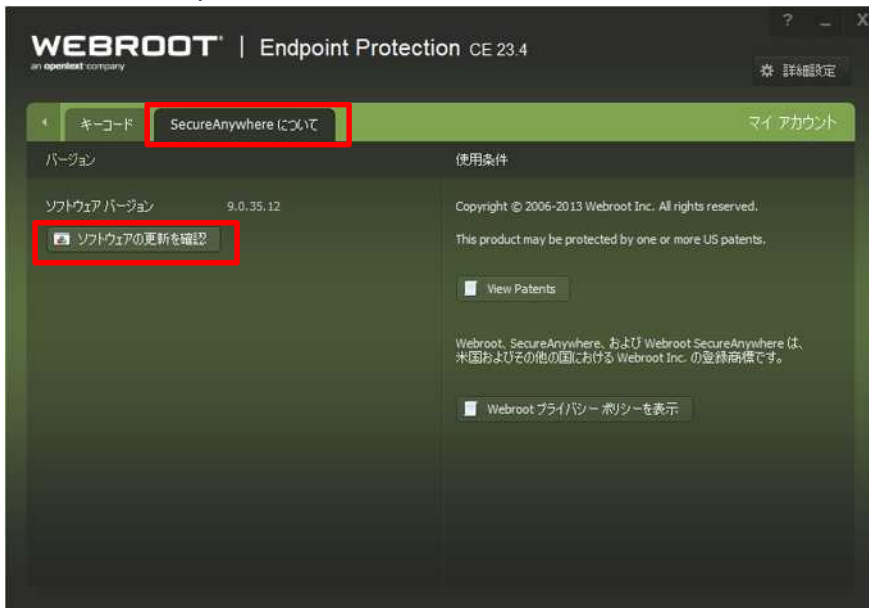 ? _ X
WEBROOT® | Endpoint Protection CE 23.4
an opentext company
詳細設定
キーコード SecureAnywhere について マイ アカウント
バージョン 使用条件
ソフトウェア バージョン 9.0.35.12 Copyright © 2006-2013 Webroot Inc. All rights reserved.
ソフトウェアの更新を確認 This product may be protected by one or more US patents.
View Patents
Webroot、SecureAnywhere、および Webroot SecureAnywhere は、
米国およびその他の国における Webroot Inc. の登録商標です。
Webroot プライバシー ポリシーを表示